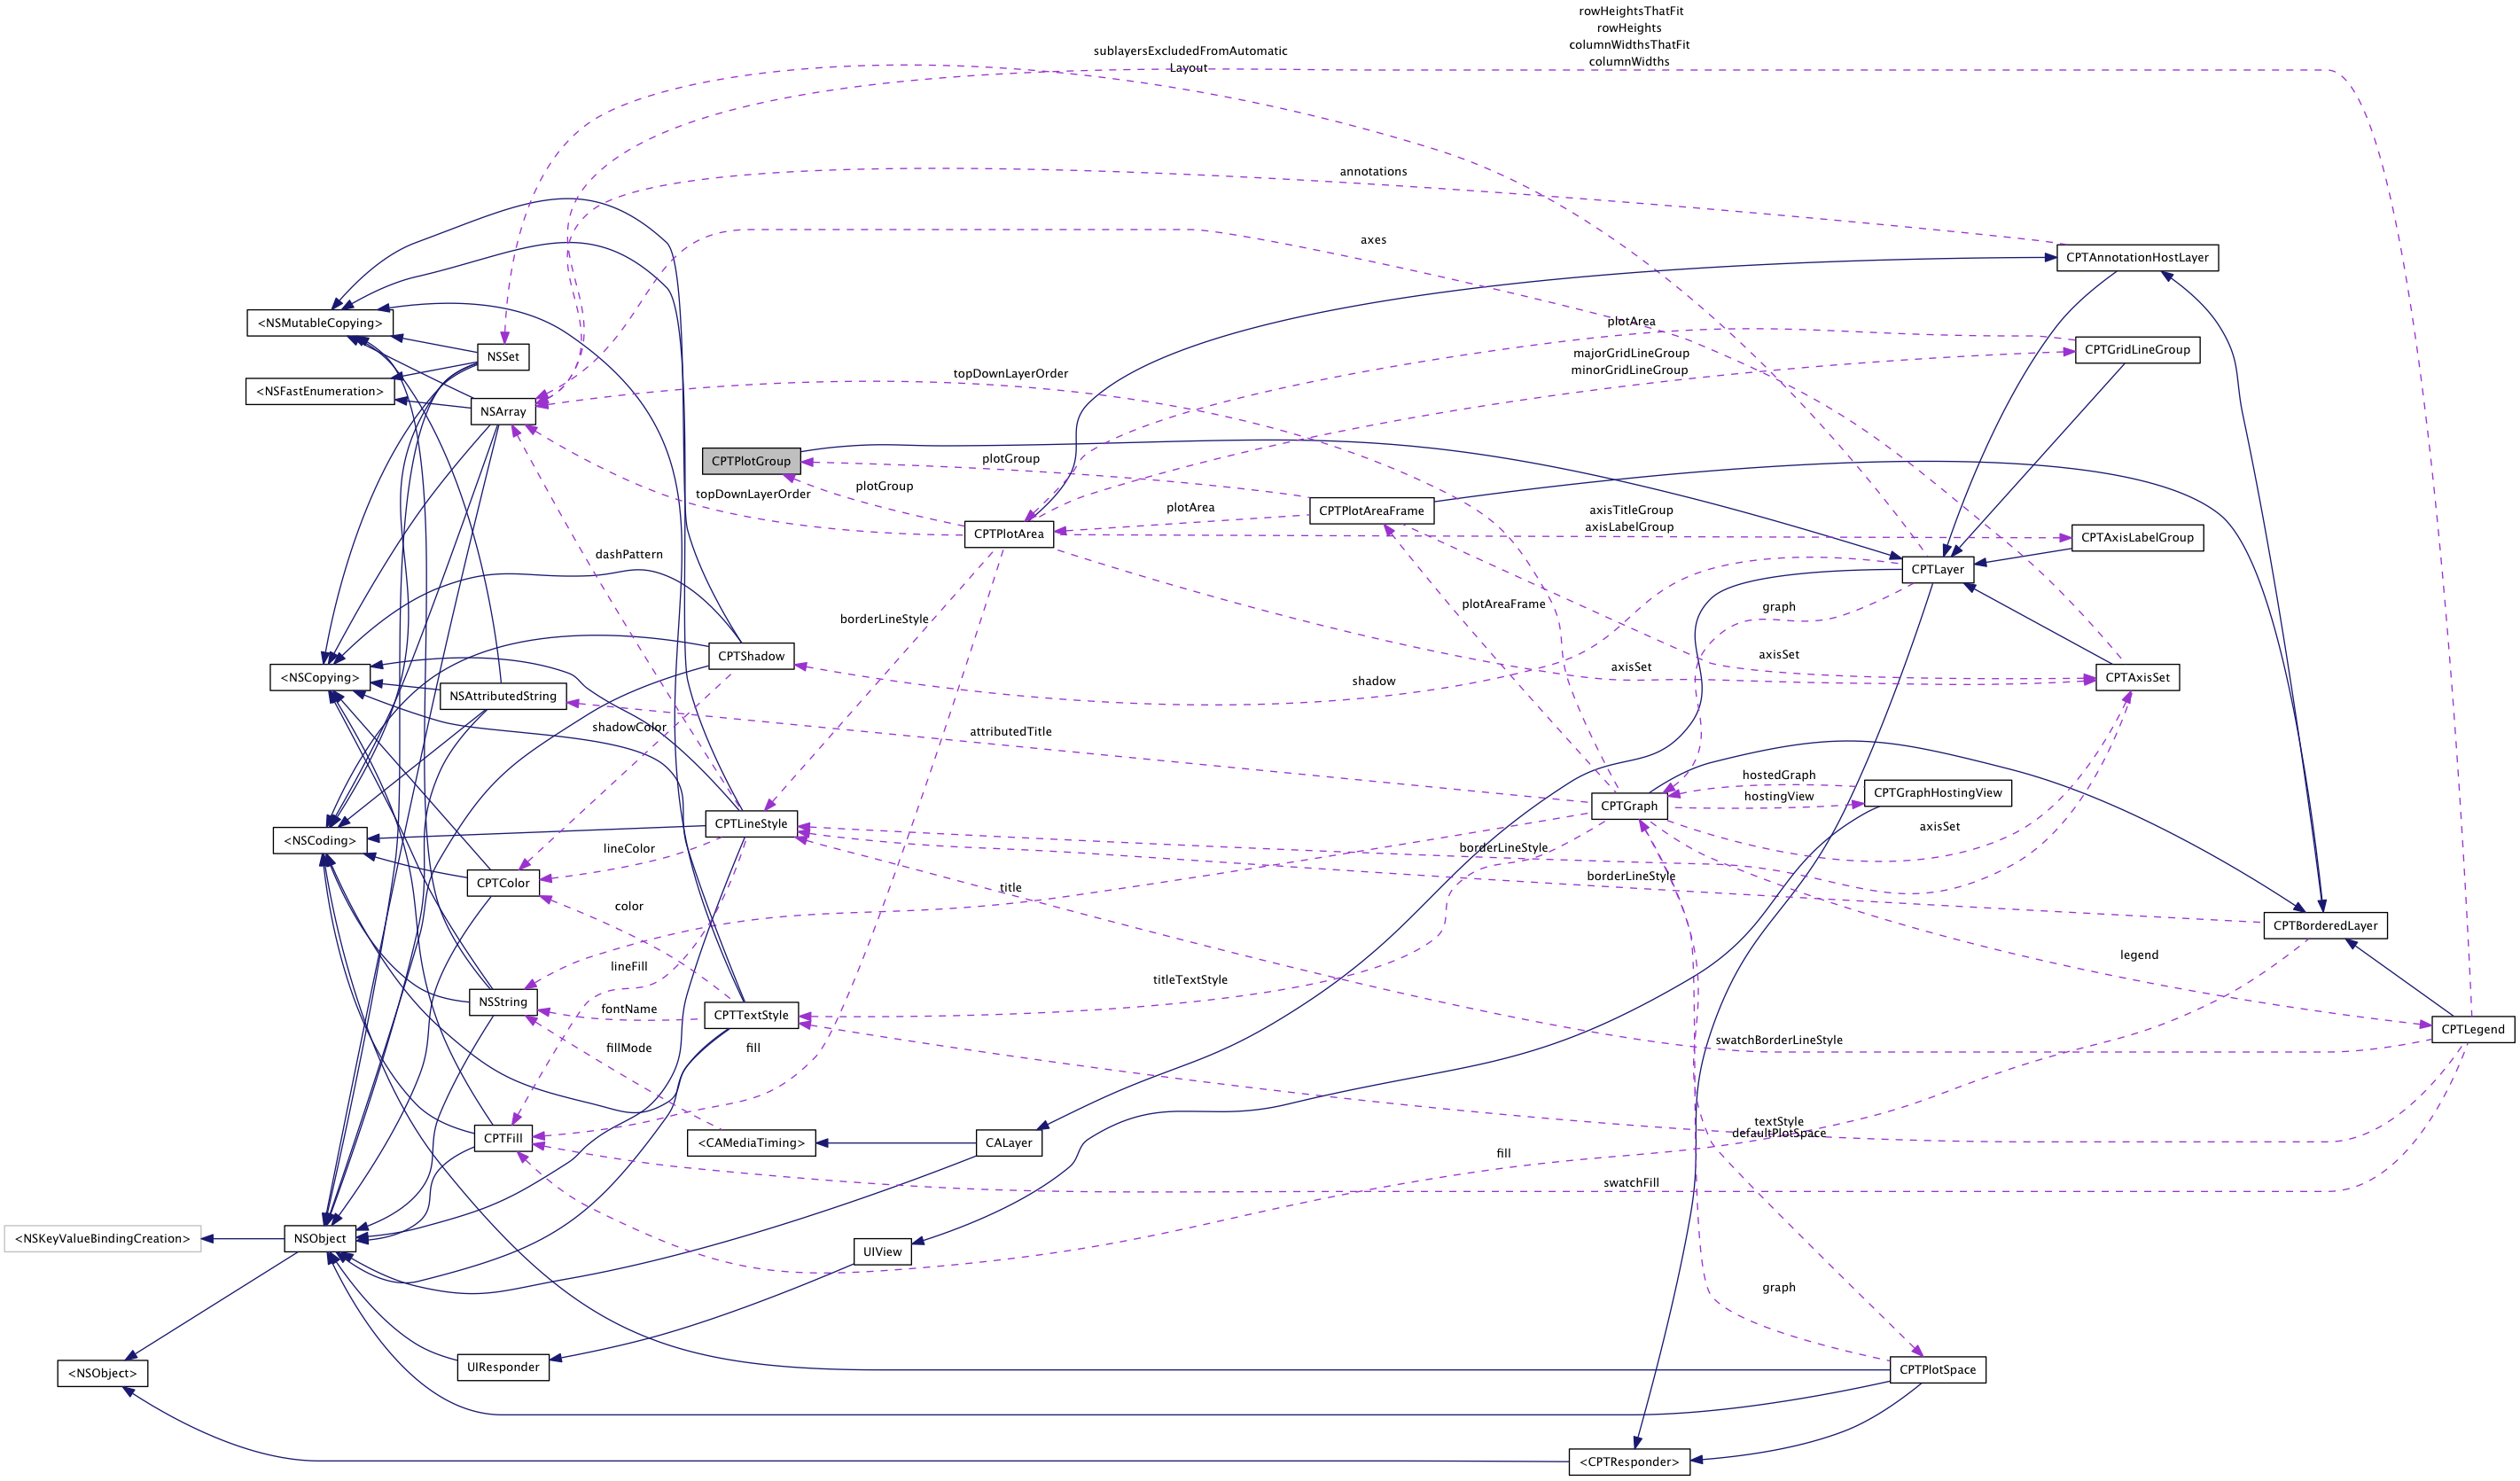 rowHeightsThatFit
rowHeights
columnWidthsThatFit
columnWidths
sublayersExcludedFromAutomatic
Layout
annotations
axes
CPTAnnotationHostLayer
<NSMutableCopying>
plotArea
NSSet
CPTGridLineGroup
majorGridLineGroup
minorGridLineGroup
topDownLayerOrder
<NSFastEnumeration>
NSArray
CPTPlotGroup
plotGroup
plotGroup
topDownLayerOrder
plotArea
CPTPlotAreaFrame
axisTitleGroup
axisLabelGroup
CPTPlotArea
CPTAxisLabelGroup
dashPattern
CPTLayer
plotAreaFrame
graph
borderLineStyle
CPTShadow
axisSet
axisSet
<NSCopying>
shadow
CPTAxisSet
NSAttributedString
shadowColor
attributedTitle
hostedGraph
hostingView
CPTGraphHostingView
CPTGraph
CPTLineStyle
axisSet
<NSCoding>
lineColor
borderLineStyle
borderLineStyle
CPTColor
title
color
CPTBorderedLayer
legend
lineFill
titleTextStyle
NSString
fontName
CPTTextStyle
CPTLegend
fillMode
fill
swatchBorderLineStyle
textStyle
defaultPlotSpace
CPTFill
<CAMediaTiming>
CALayer
fill
swatchFill
<NSKeyValueBindingCreation>
NSObject
UIView
graph
<NSObject>
UIResponder
CPTPlotSpace
<CPTResponder>